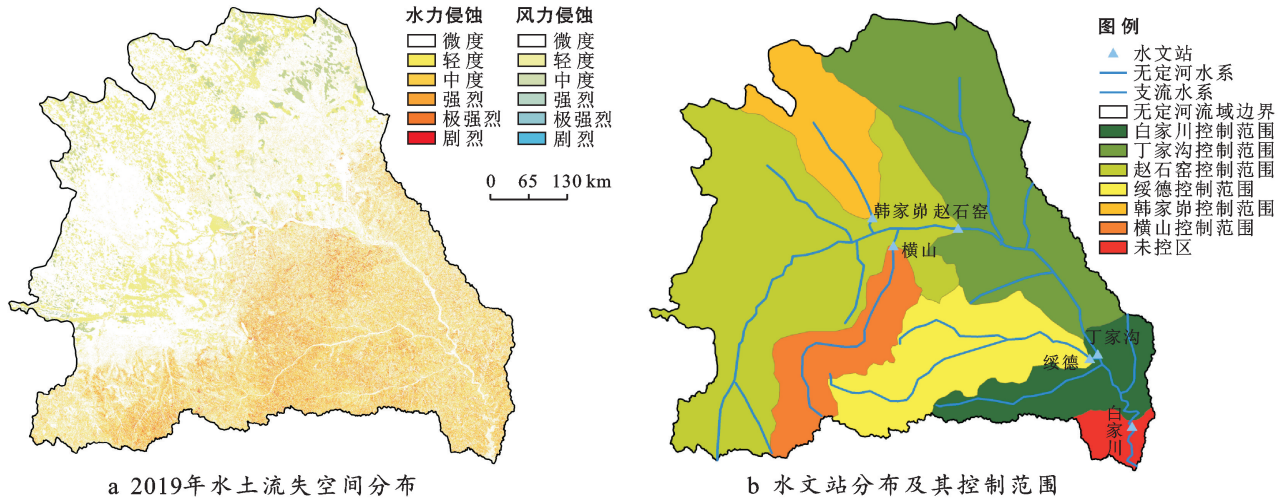 水力侵蚀
微度
轻度
中度
强烈
极强烈
剧烈
风力侵蚀
微度
轻度
中度
强烈
极强烈
剧烈
0 65 130 km
a 2019年水土流失空间分布
图例
水文站
无定河水系
支流水系
无定河流域边界
白家川控制范围
丁家沟控制范围
赵石窑控制范围
绥德控制范围
韩家峁控制范围
横山控制范围
未控区
韩家峁
赵石窑
横山
丁家沟
绥德
白家川
b 水文站分布及其控制范围